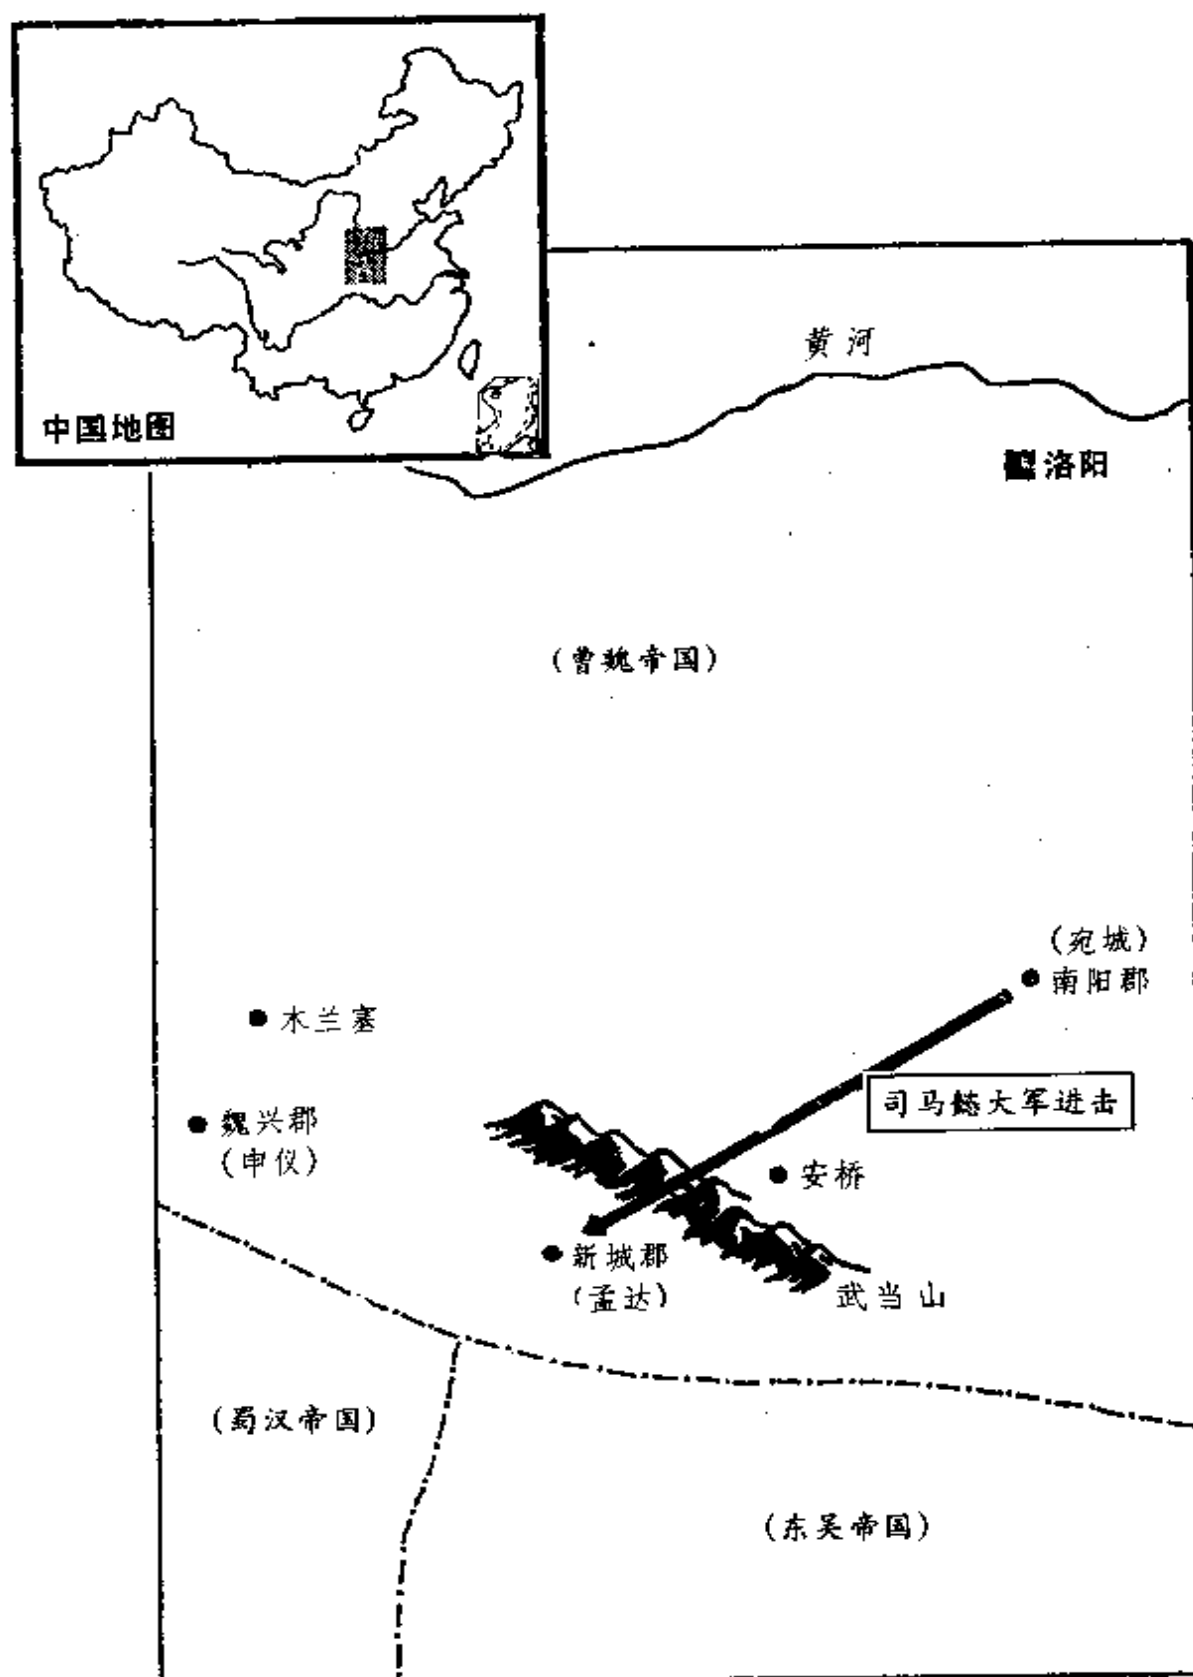 中国地图
黄河
洛阳
(曹魏帝国)
(宛城)
南阳郡
木兰塞
司马懿大军进击
魏兴郡
(申仪)
安桥
新城郡
(孟达)
武当山
(蜀汉帝国)
(东吴帝国)